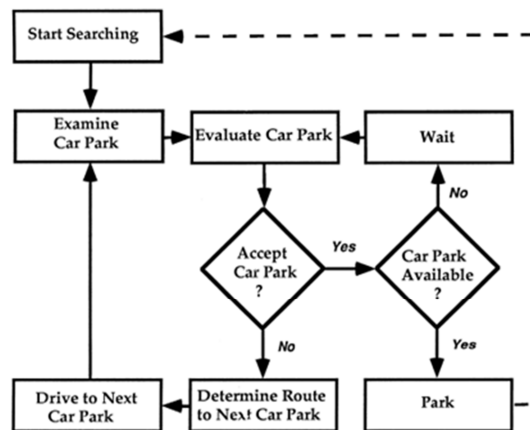 Start Searching
Examine
Car Park
Evaluate Car Park
Wait
No
Accept
Car Park
?
Yes
Car Park
Available
?
No
Yes
Drive to Next
Car Park
Determine Route
to Next Car Park
Park